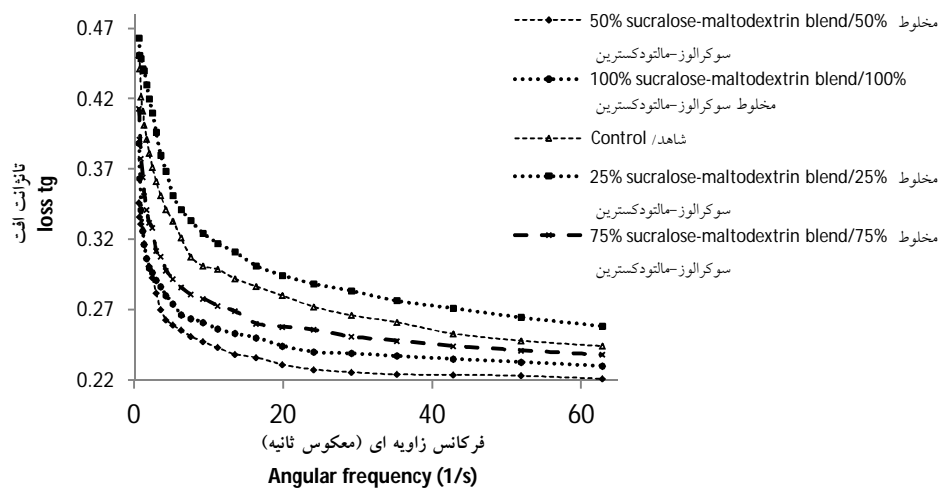 0.47
0.42
0.37
0.32
0.27
0.22
تانژانت افت
loss tg
0
20
40
60
فرکانس زاویه ای (معکوس ثانیه)
Angular frequency (1/s)
50% sucralose-maltodextrin blend/50% مخلوط
سوکرالوز-مالتودکسترین
100% sucralose-maltodextrin blend/100%
مخلوط سوکرالوز-مالتودکسترین
Control /شاهد
25% sucralose-maltodextrin blend/25% مخلوط
سوکرالوز-مالتودکسترین
75% sucralose-maltodextrin blend/75% مخلوط
سوکرالوز-مالتودکسترین